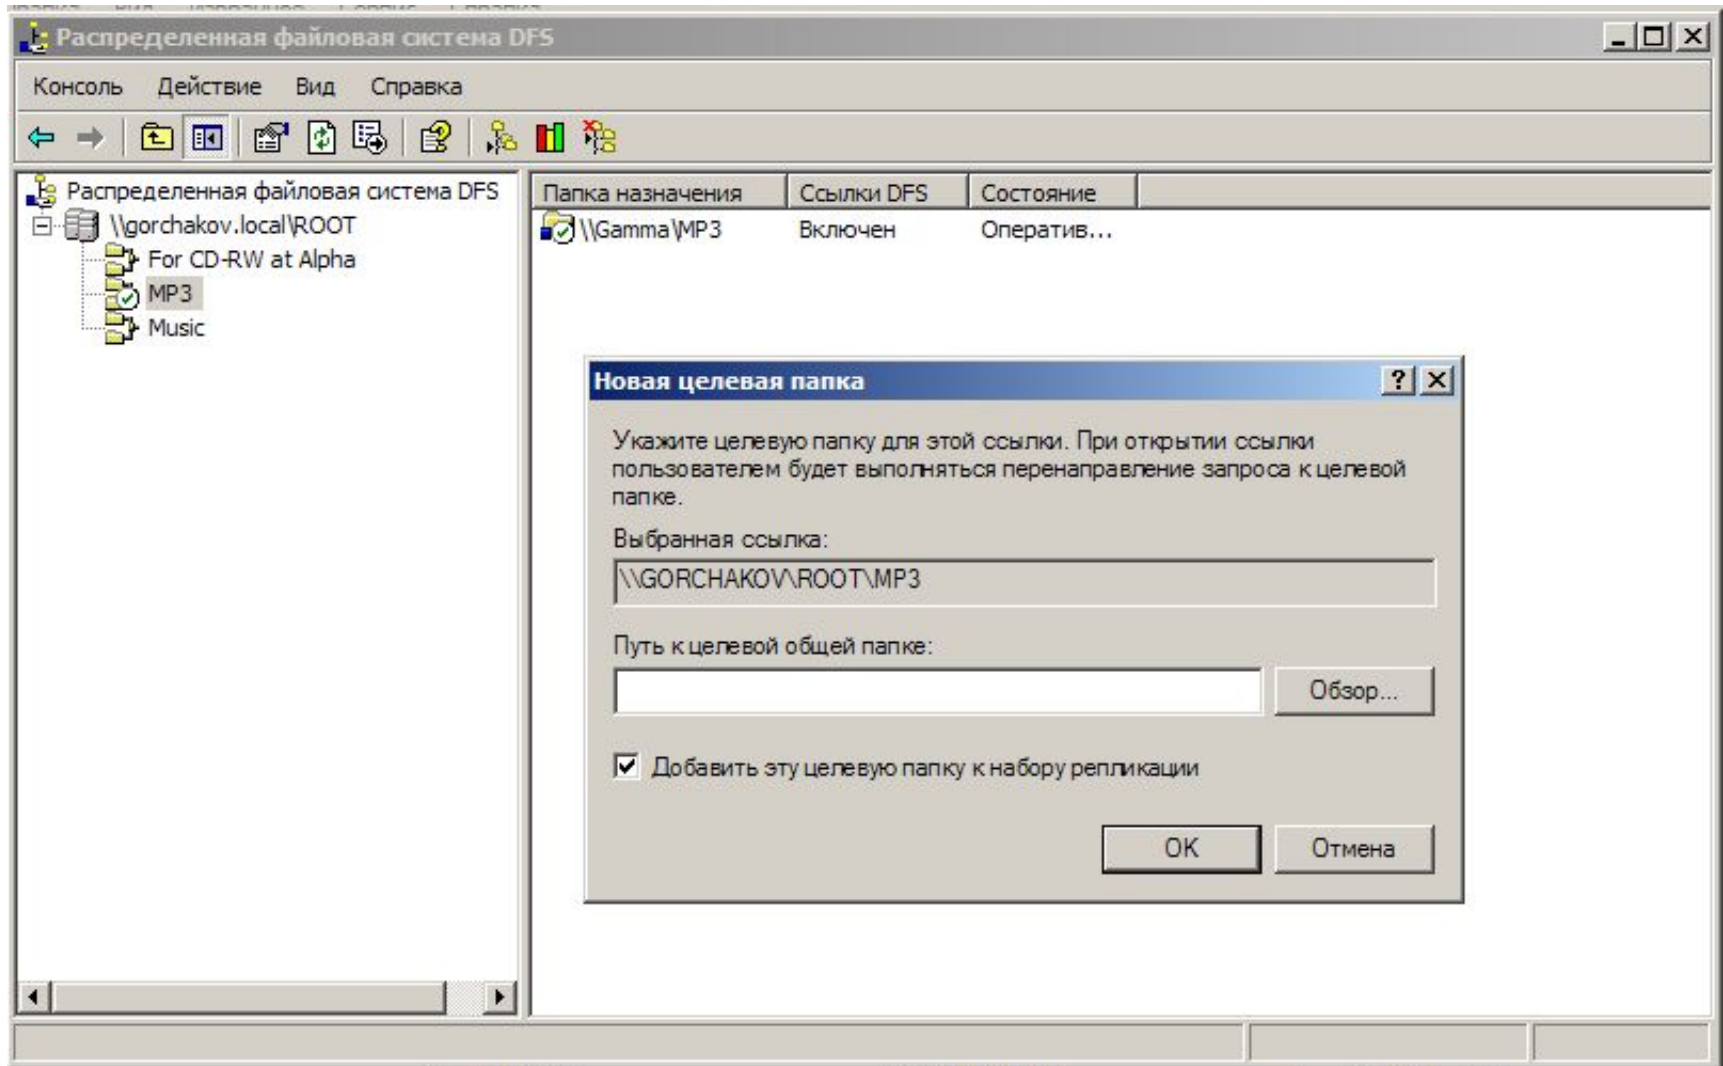 Распределенная файловая система DFS
Консоль Действие Вид Справка
Распределенная файловая система DFS
\\gorchakov.local\ROOT
For CD-RW at Alpha
MP3
Music
Папка назначения Ссылки DFS Состояние
\\Gamma\MP3 Включен Оператив...
Новая целевая папка
Укажите целевую папку для этой ссылки. При открытии ссылки
пользователем будет выполняться перенаправление запроса к целевой
папке.
Выбранная ссылка:
\\GORCHAKOV\ROOT\MP3
Путь к целевой общей папке:
Обзор...
Добавить эту целевую папку к набору репликации
OK Отмена